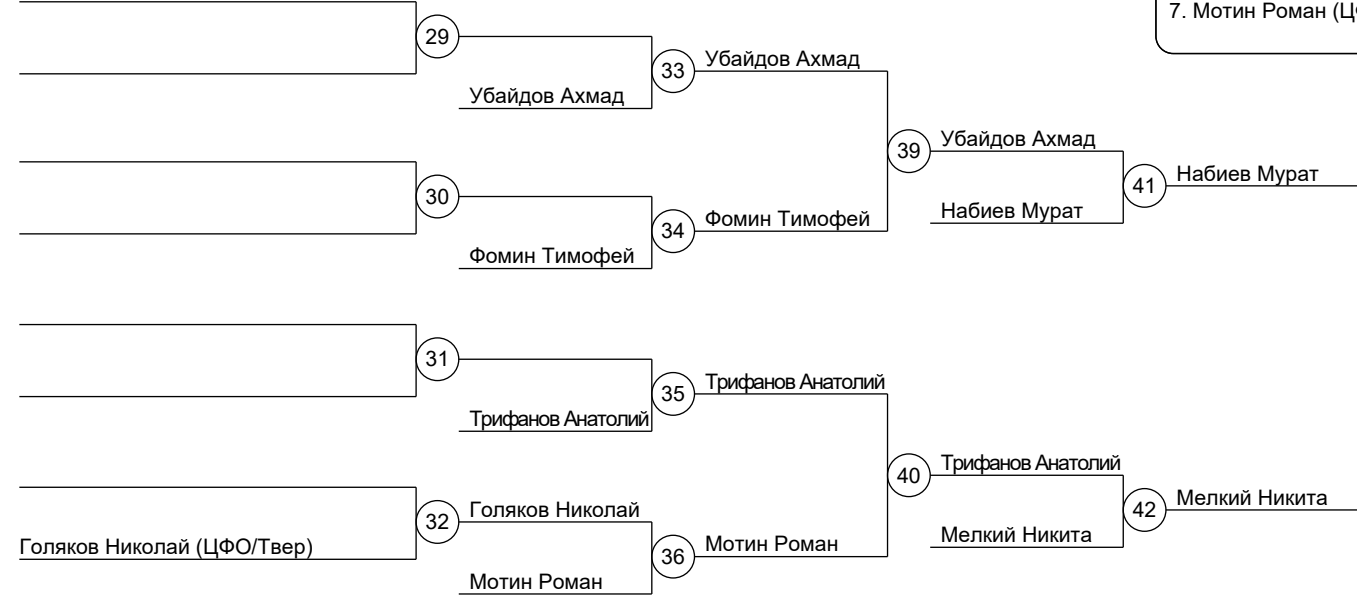 7. Мотин Роман
29
33
Убайдов Ахмад
Убайдов Ахмад
39
Убайдов Ахмад
41
Набиев Мурат
30
Набиев Мурат
34
Фомин Тимофей
Фомин Тимофей
31
35
Трифанов Анатолий
Трифанов Анатолий
40
Трифанов Анатолий
42
Мелкий Никита
32
Голяков Николай
Мелкий Никита
Голяков Николай (ЦФО/Твер)
36
Мотин Роман
Мотин Роман